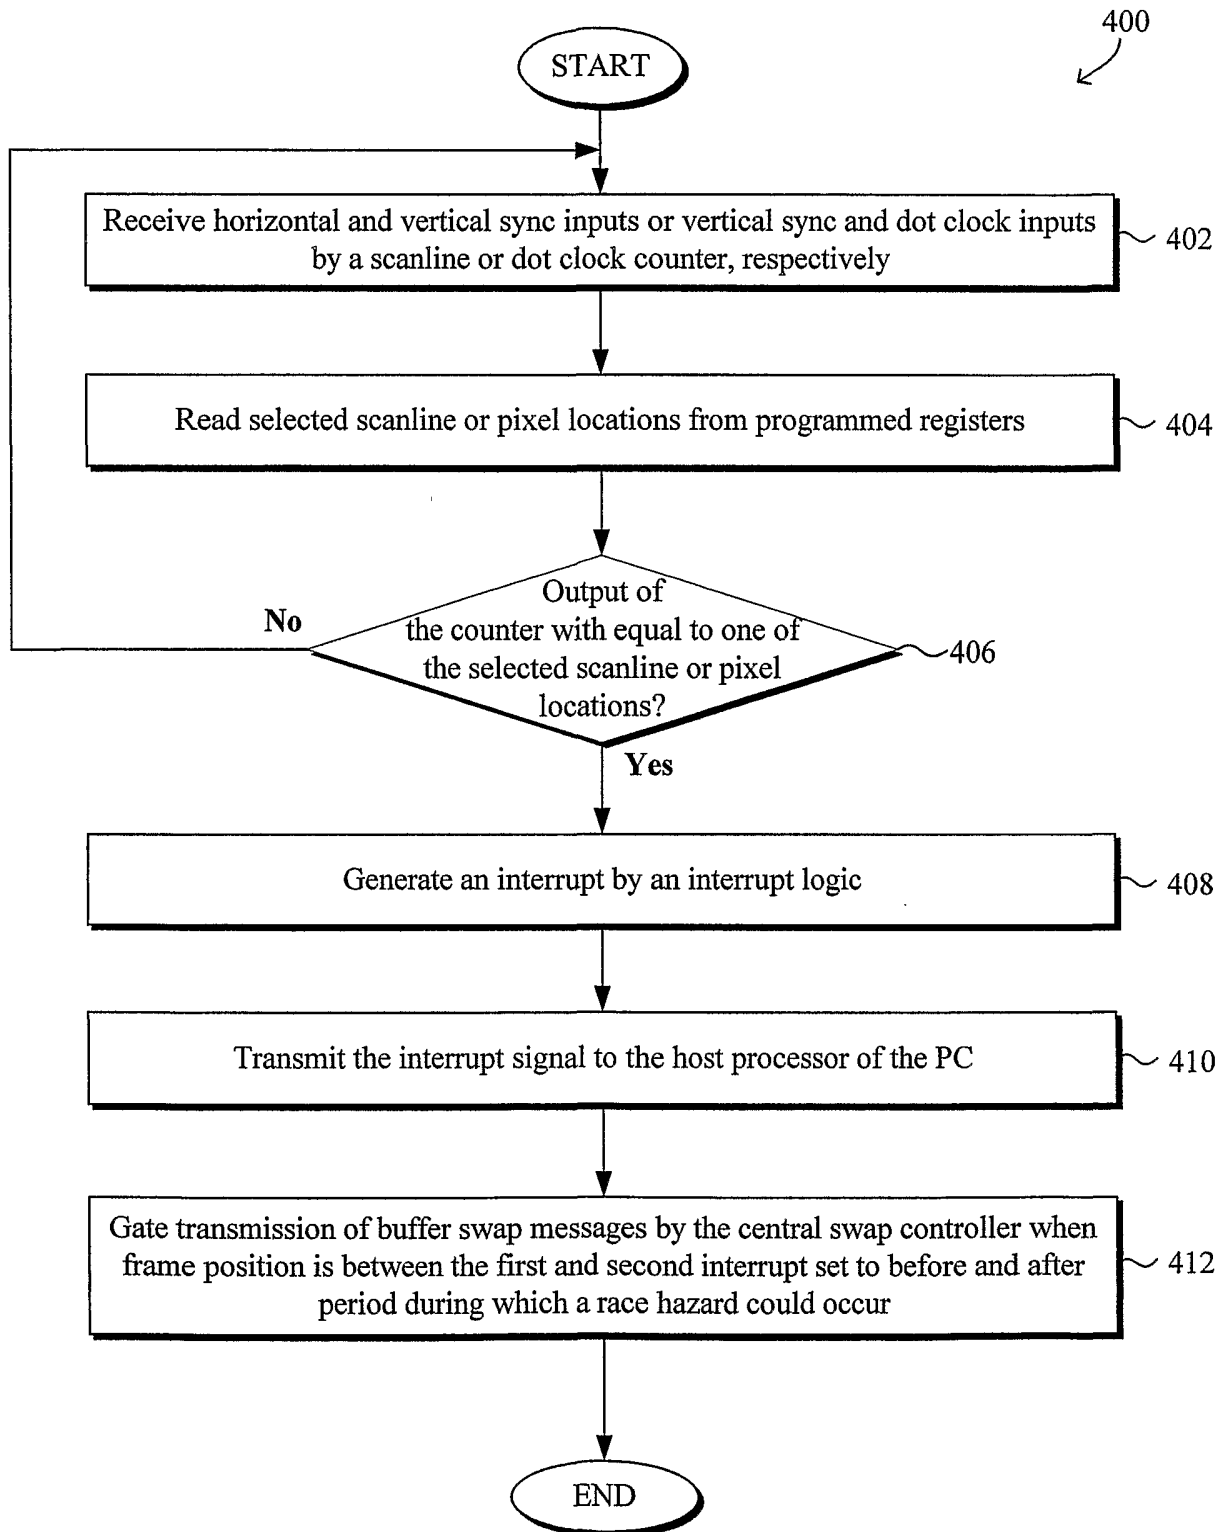 400
START
Receive horizontal and vertical sync inputs or vertical sync and dot clock inputs
by a scanline or dot clock counter, respectively
402
Read selected scanline or pixel locations from programmed registers
404
Output of
the counter with equal to one of
the selected scanline or pixel
locations?
No
406
Yes
Generate an interrupt by an interrupt logic
408
Transmit the interrupt signal to the host processor of the PC
410
Gate transmission of buffer swap messages by the central swap controller when
frame position is between the first and second interrupt set to before and after
period during which a race hazard could occur
412
END